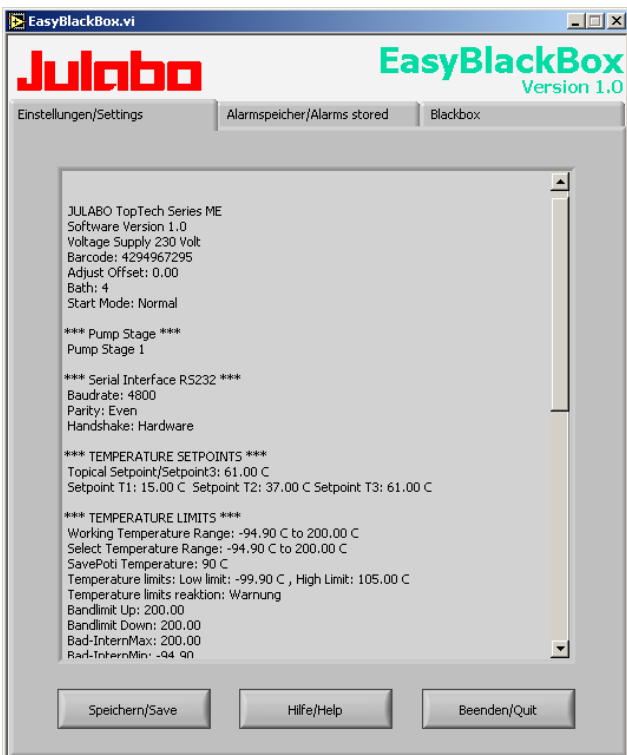 EasyBlackBox.vi
Julabo
EasyBlackBox
Version 1.0
Einstellungen/Settings
Alarmspeicher/Alarms stored
Blackbox
JULABO TopTech Series ME
Software Version 1.0
Voltage Supply 230 Volt
Barcode: 4294967295
Adjust Offset: 0.00
Bath: 4
Start Mode: Normal
*** Pump Stage ***
Pump Stage 1
*** Serial Interface RS232 ***
Baudrate: 4800
Parity: Even
Handshake: Hardware
*** TEMPERATURE SETPOINTS ***
Topical Setpoint/Setpoint3: 61.00 C
Setpoint T1: 15.00 C Setpoint T2: 37.00 C Setpoint T3: 61.00 C
*** TEMPERATURE LIMITS ***
Working Temperature Range: -94.90 C to 200.00 C
Select Temperature Range: -94.90 C to 200.00 C
SavePoti Temperature: 90 C
Temperature limits: Low limit: -99.90 C , High Limit: 105.00 C
Temperature limits reaktion: Warnung
Bandlimit Up: 200.00
Bandlimit Down: 200.00
Bad-InternMax: 200.00
Bad-InternMin: -94.90
Speichern/Save
Hilfe/Help
Beenden/Quit